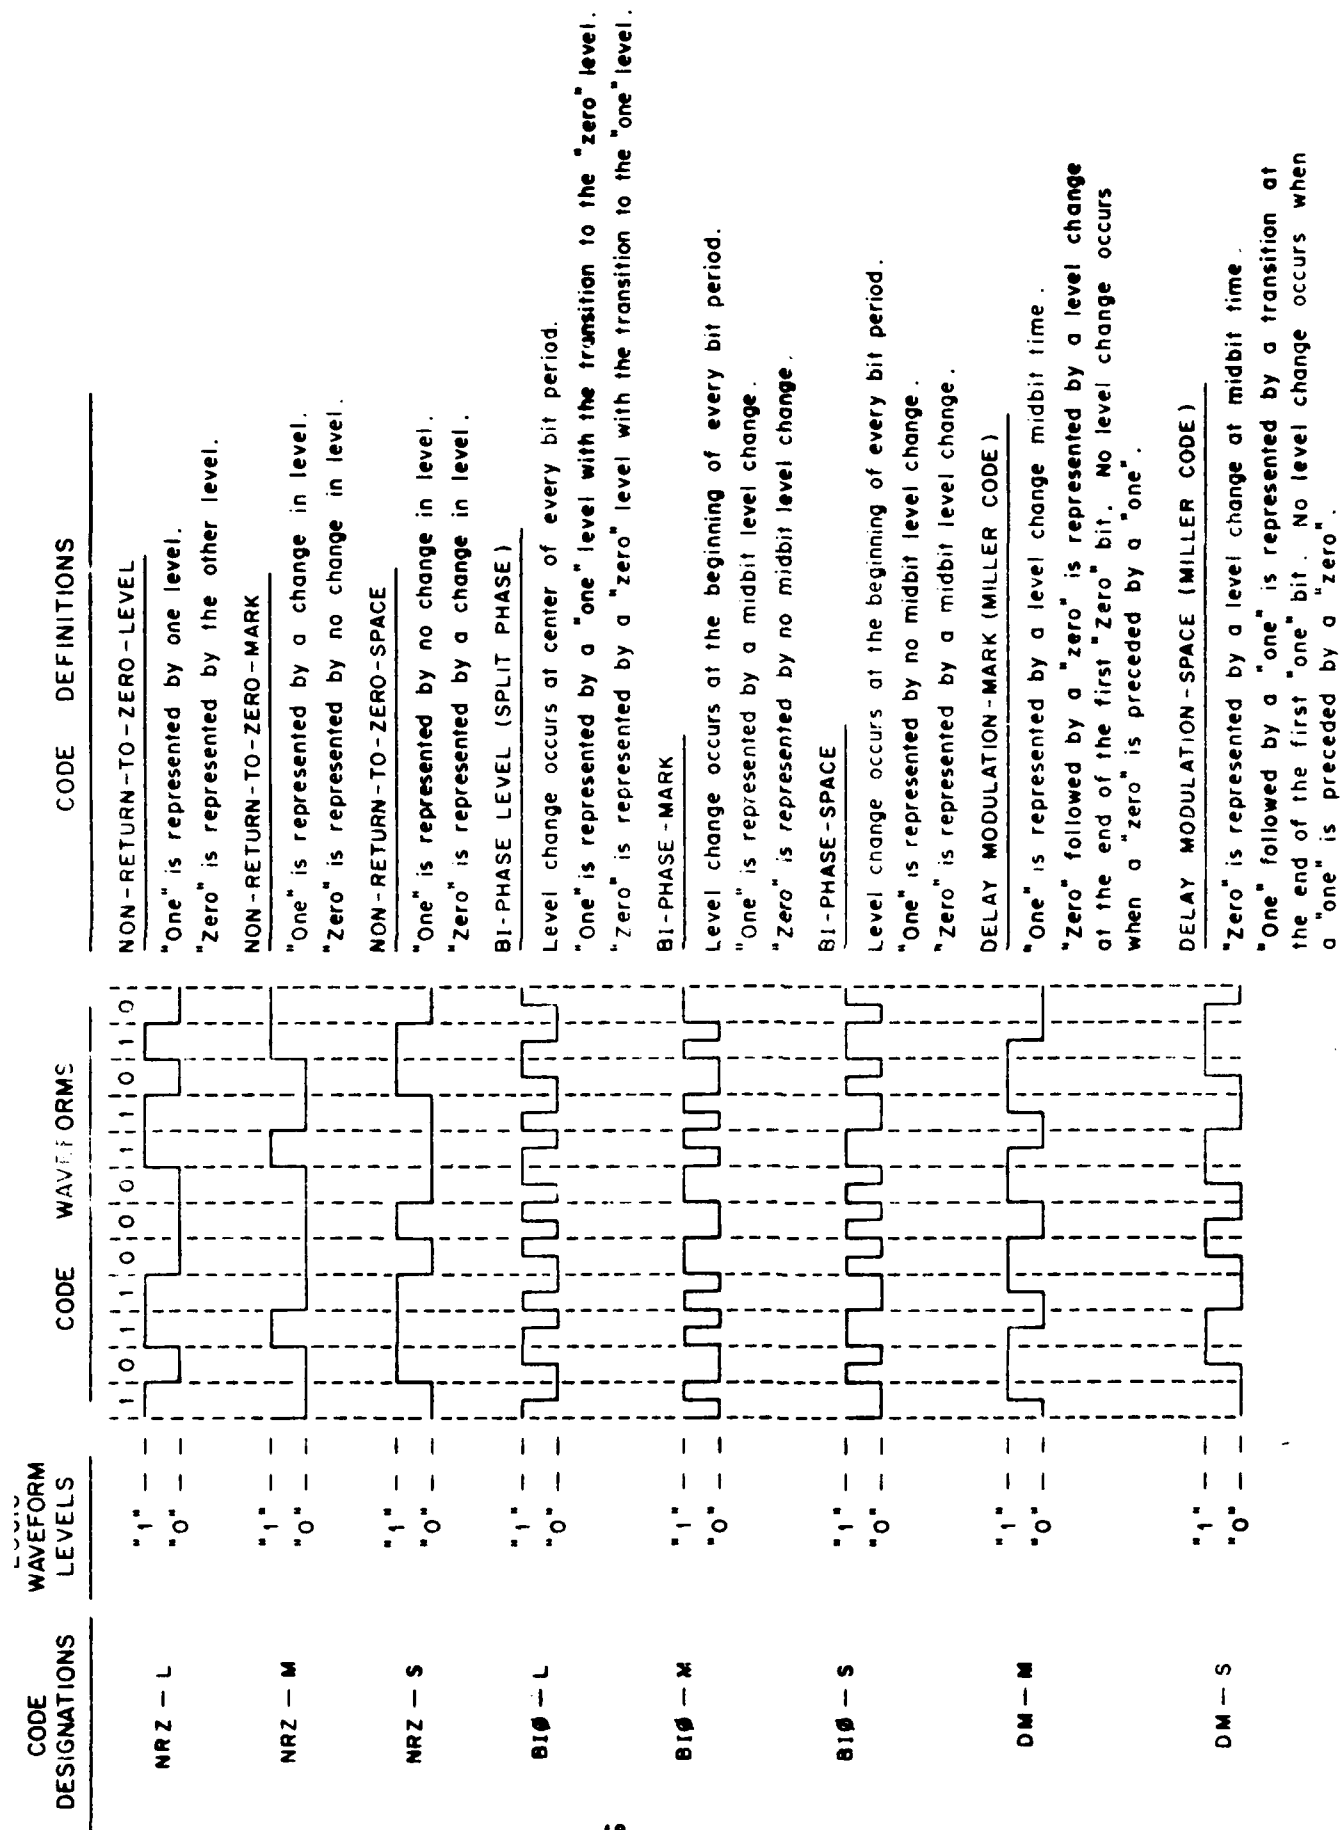 CODE DESIGNATIONS
WAVEFORM LEVELS
CODE WAVEFORMS
CODE DEFINITIONS
1 0 1 1 0 0 0 1 1 0 1 0
NRZ - L
"1"
"0"
NON-RETURN-TO-ZERO-LEVEL
"One" is represented by one level.
"Zero" is represented by the other level.
NRZ - M
"1"
"0"
NON-RETURN-TO-ZERO-MARK
"One" is represented by a change in level.
"Zero" is represented by no change in level.
NRZ - S
"1"
"0"
NON-RETURN-TO-ZERO-SPACE
"One" is represented by no change in level.
"Zero" is represented by a change in level.
BIØ - L
"1"
"0"
BI-PHASE LEVEL (SPLIT PHASE)
Level change occurs at center of every bit period.
"One" is represented by a "one" level with the transition to the "zero" level.
"Zero" is represented by a "zero" level with the transition to the "one" level.
BIØ - M
"1"
"0"
BI-PHASE-MARK
Level change occurs at the beginning of every bit period.
"One" is represented by a midbit level change.
"Zero" is represented by no midbit level change.
BIØ - S
"1"
"0"
BI-PHASE-SPACE
Level change occurs at the beginning of every bit period.
"One" is represented by no midbit level change.
"Zero" is represented by a midbit level change.
DM - M
"1"
"0"
DELAY MODULATION-MARK (MILLER CODE)
"One" is represented by a level change midbit time.
"Zero" followed by a "zero" is represented by a level change
at the end of the first "Zero" bit. No level change occurs
when a "zero" is preceded by a "one".
DM - S
"1"
"0"
DELAY MODULATION-SPACE (MILLER CODE)
"Zero" is represented by a level change at midbit time.
"One" followed by a "one" is represented by a transition at
the end of the first "one" bit. No level change occurs when
a "one" is preceded by a "zero".